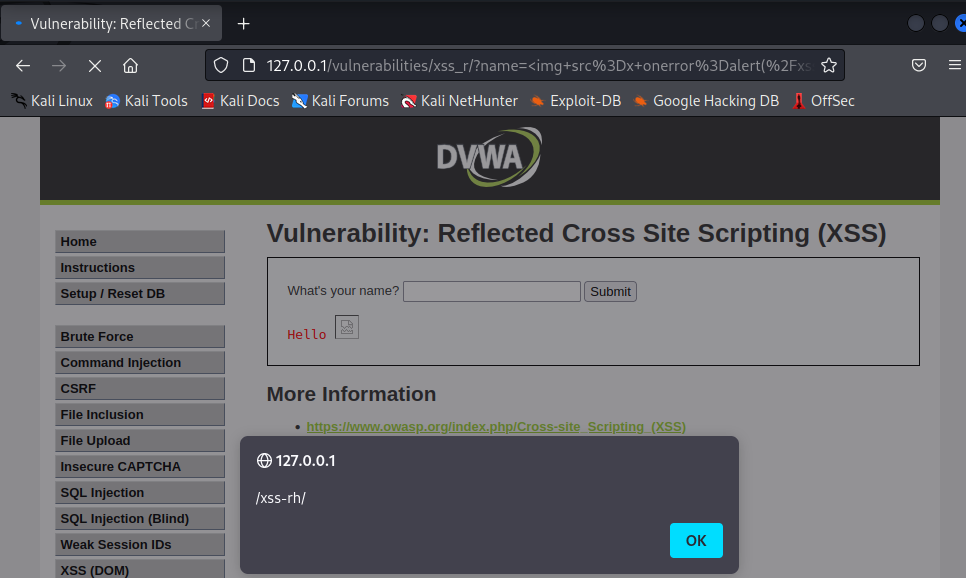 Vulnerability: Reflected Cr
127.0.0.1/vulnerabilities/xss_r/?name=<img+src%3Dx+onerror%3Dalert(%2Fxs
Kali Linux Kali Tools Kali Docs Kali Forums Kali NetHunter Exploit-DB Google Hacking DB OffSec
DVWA
Home
Instructions
Setup / Reset DB
Brute Force
Command Injection
CSRF
File Inclusion
File Upload
Insecure CAPTCHA
SQL Injection
SQL Injection (Blind)
Weak Session IDs
XSS (DOM)
Vulnerability: Reflected Cross Site Scripting (XSS)
What's your name? Submit
Hello
More Information
https://www.owasp.org/index.php/Cross-site_Scripting_(XSS)
127.0.0.1
/xss-rh/
OK